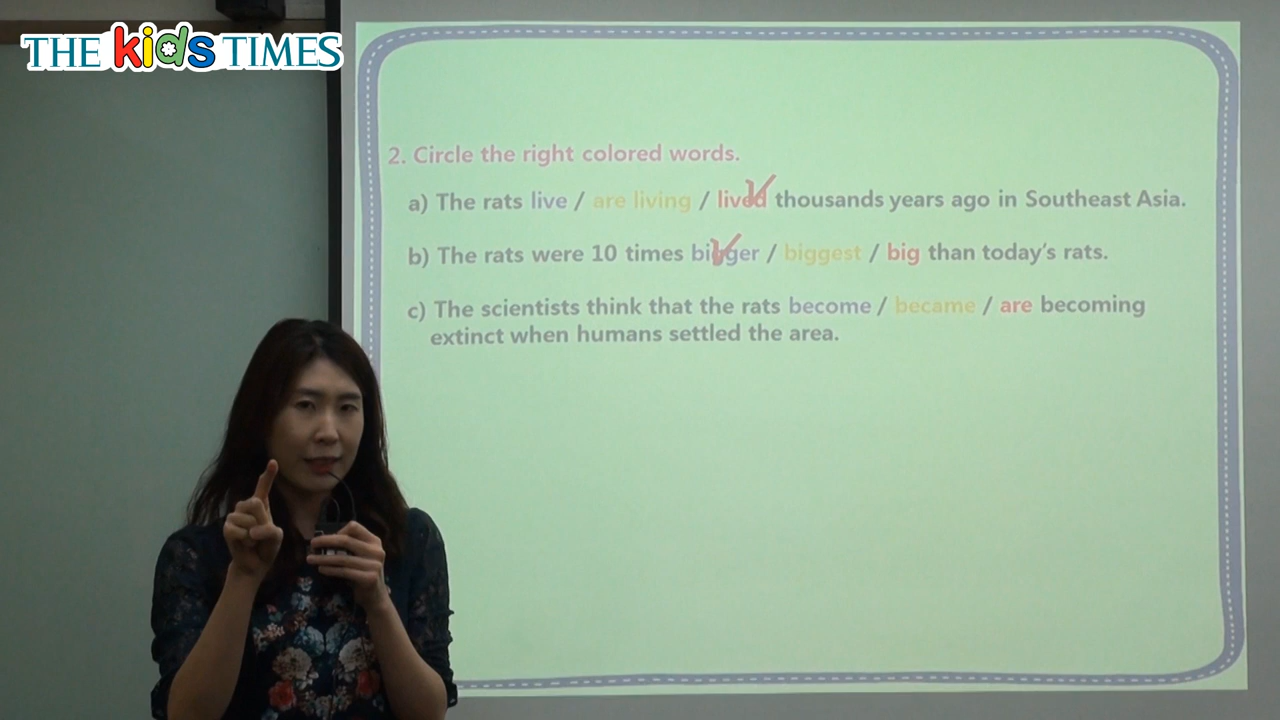 THE kids TIMES
2. Circle the right colored words.
a) The rats live / are living / lived thousands years ago in Southeast Asia.
b) The rats were 10 times bigger / biggest / big than today's rats.
c) The scientists think that the rats become / became / are becoming
extinct when humans settled the area.